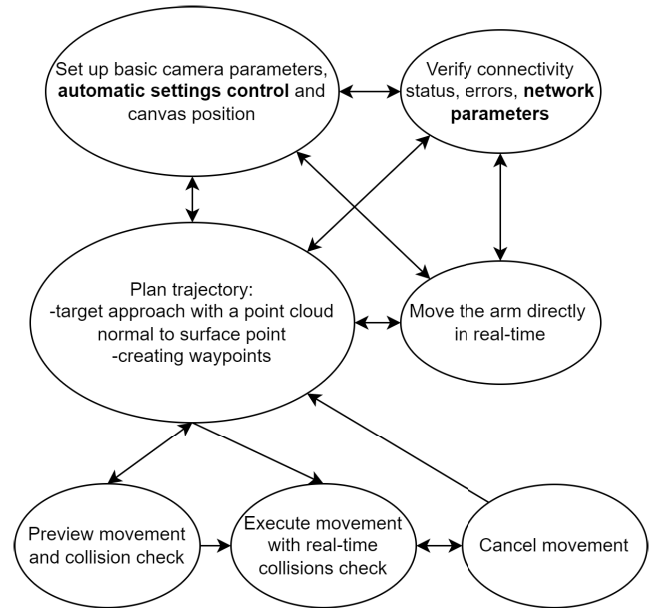 Set up basic camera parameters,
automatic settings control and
canvas position
Verify connectivity
status, errors, network
parameters
Plan trajectory:
-target approach with a point cloud
normal to surface point
-creating waypoints
Move the arm directly
in real-time
Preview movement
and collision check
Execute movement
with real-time
collisions check
Cancel movement